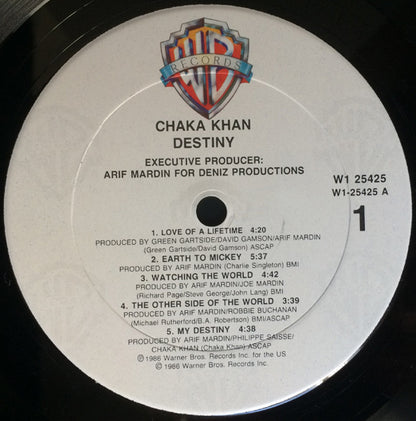 WB
RECORDS
CHAKA KHAN
DESTINY
EXECUTIVE PRODUCER:
ARIF MARDIN FOR DENIZ PRODUCTIONS
W1 25425
W1-25425 A
1
1. LOVE OF A LIFETIME 4:20
PRODUCED BY GREEN GARTSIDE/DAVID GAMSON/ARIF MARDIN
(Green Gartside/David Gamson) ASCAP
2. EARTH TO MICKEY 5:37
PRODUCED BY ARIF MARDIN (Charlie Singleton) BMI
3. WATCHING THE WORLD 4:42
PRODUCED BY ARIF MARDIN/JOE MARDIN
(Richard Page/Steve George/John Lang) BMI
4. THE OTHER SIDE OF THE WORLD 3:39
PRODUCED BY ARIF MARDIN/ROBBIE BUCHANAN
(Michael Rutherford/B.A. Robertson) BMI/ASCAP
5. MY DESTINY 4:38
PRODUCED BY ARIF MARDIN/PHILIPPE SAISSE/
CHAKA KHAN (Chaka Khan) ASCAP
℗ 1986 Warner Bros. Records Inc. for the US
© 1986 Warner Bros. Records Inc.